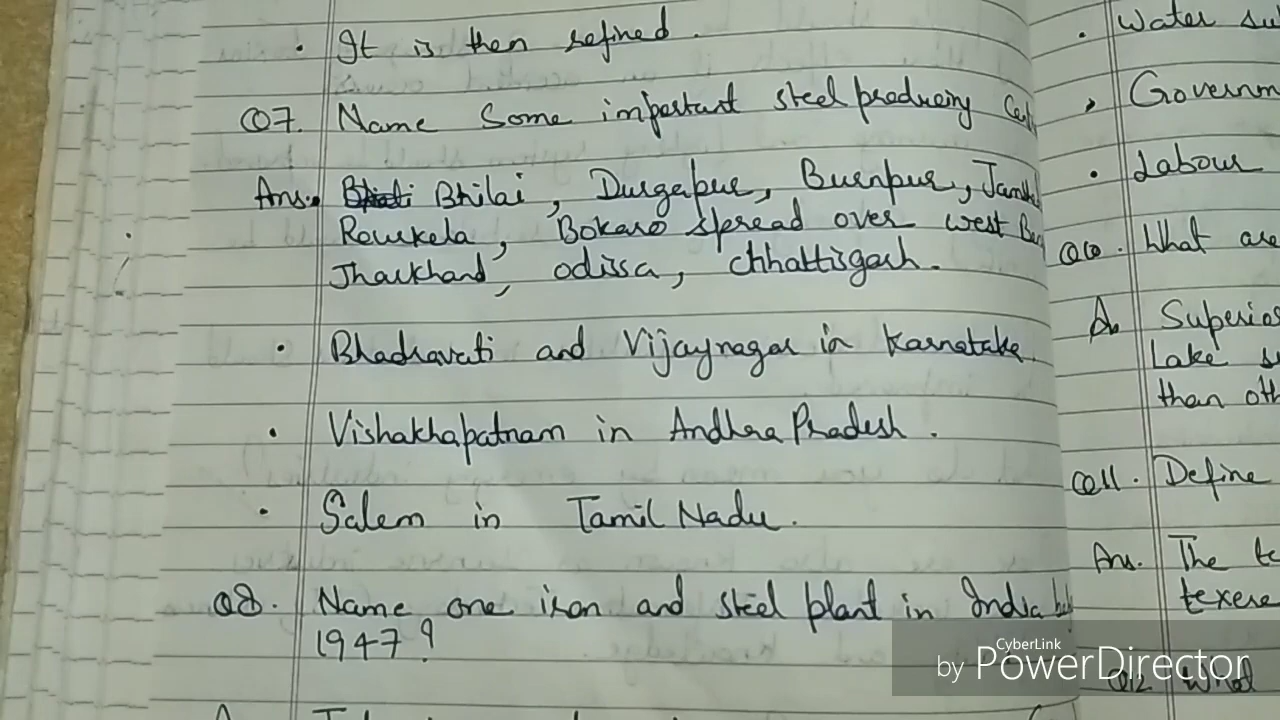 • It is then refined.
Q7. Name Some important steel producing
Ans. Bhilai, Durgapur, Burnpur,
Rourkela, Bokaro spread over west
Jharkhand, odissa, chhattisgarh.
• Bhadravati and Vijaynagar in Karnataka
• Vishakhapatnam in Andhra Pradesh.
• Salem in Tamil Nadu.
Q8. Name one iron and steel plant in India
1947?
• Water
Governm
• Labour
Q10. What are
Superior
Lake
than oth
Q11. Define
Ans. The
texere
Q12
CyberLink
by PowerDirector